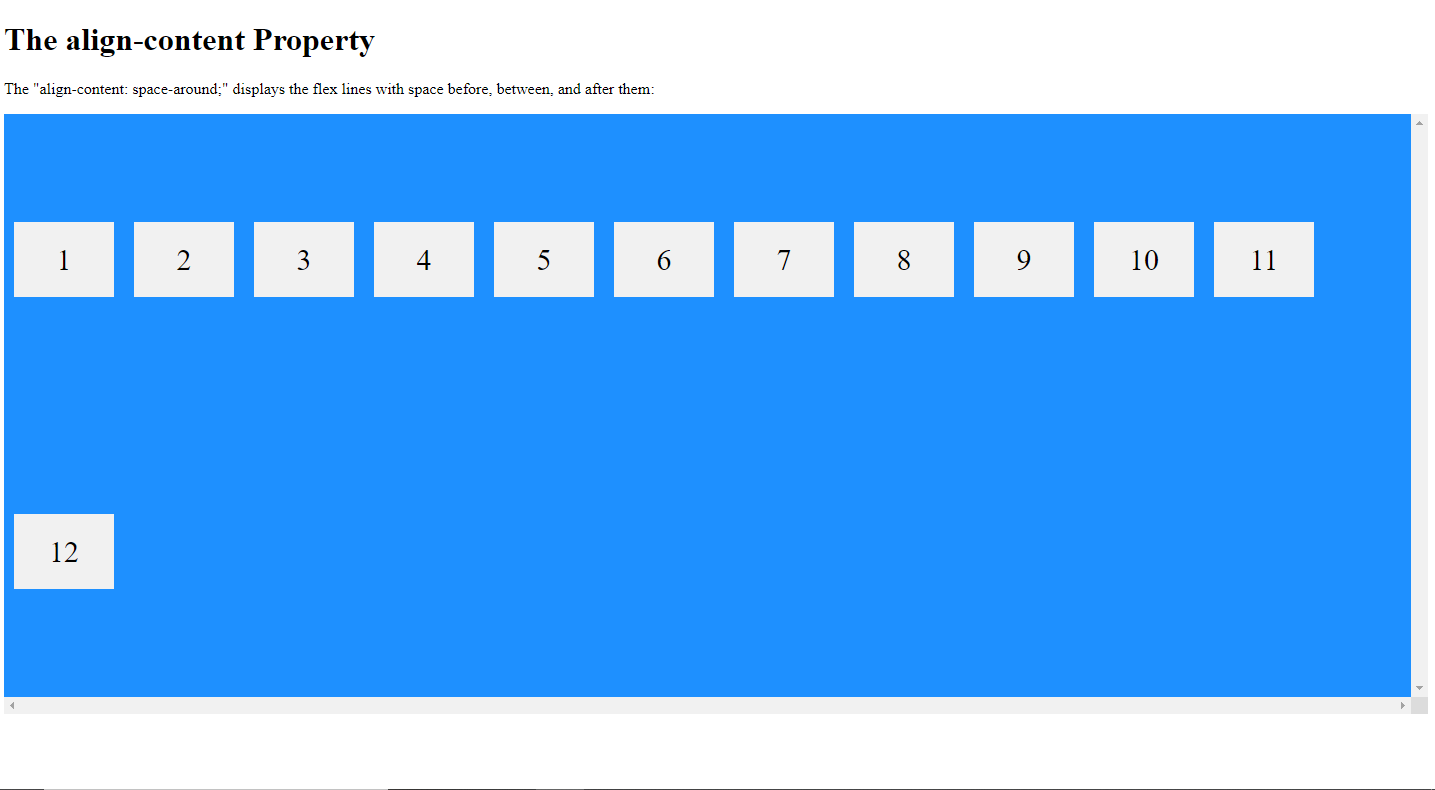 The align-content Property
The "align-content: space-around;" displays the flex lines with space before, between, and after them:
1 2 3 4 5 6 7 8 9 10 11
12